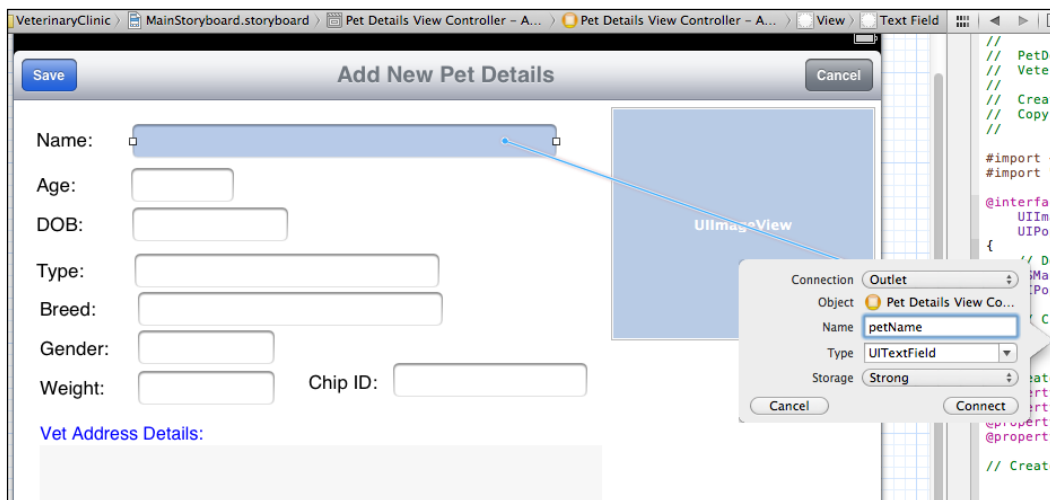 VeterinaryClinic MainStoryboard.storyboard Pet Details View Controller – A... Pet Details View Controller – A... View Text Field
Save Add New Pet Details Cancel
Name:
Age:
DOB:
Type:
Breed:
Gender:
Weight:
Chip ID:
Vet Address Details:
UIImageView
Connection Outlet
Object Pet Details View Co...
Name petName
Type UITextField
Storage Strong
Cancel Connect
//
//
//
// Crea
// Copy
//
#import
#import
@interfa
{
@propert
// Creat